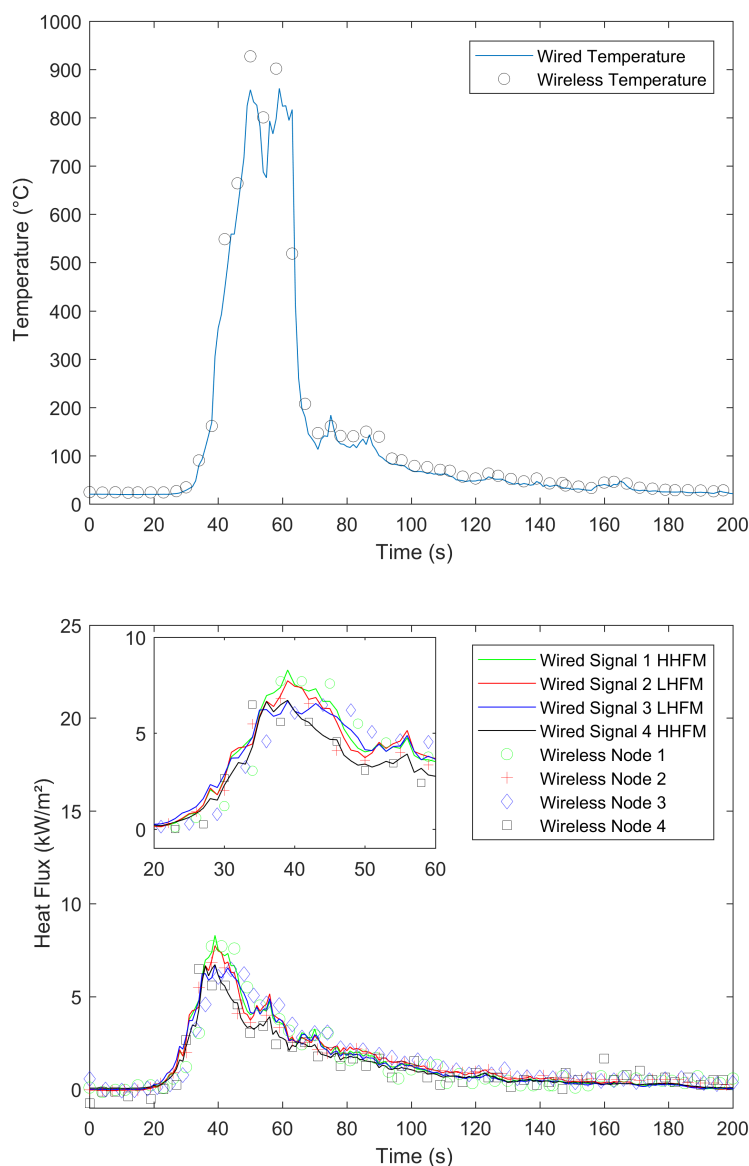 1000
900
800
700
600
500
400
300
200
100
0
Temperature (°C)
Wired Temperature
Wireless Temperature
0 20 40 60 80 100 120 140 160 180 200
Time (s)
25
20
15
10
5
0
Heat Flux (kW/m²)
10
5
0
20 30 40 50 60
Wired Signal 1 HHFM
Wired Signal 2 LHFM
Wired Signal 3 LHFM
Wired Signal 4 HHFM
Wireless Node 1
Wireless Node 2
Wireless Node 3
Wireless Node 4
0 20 40 60 80 100 120 140 160 180 200
Time (s)